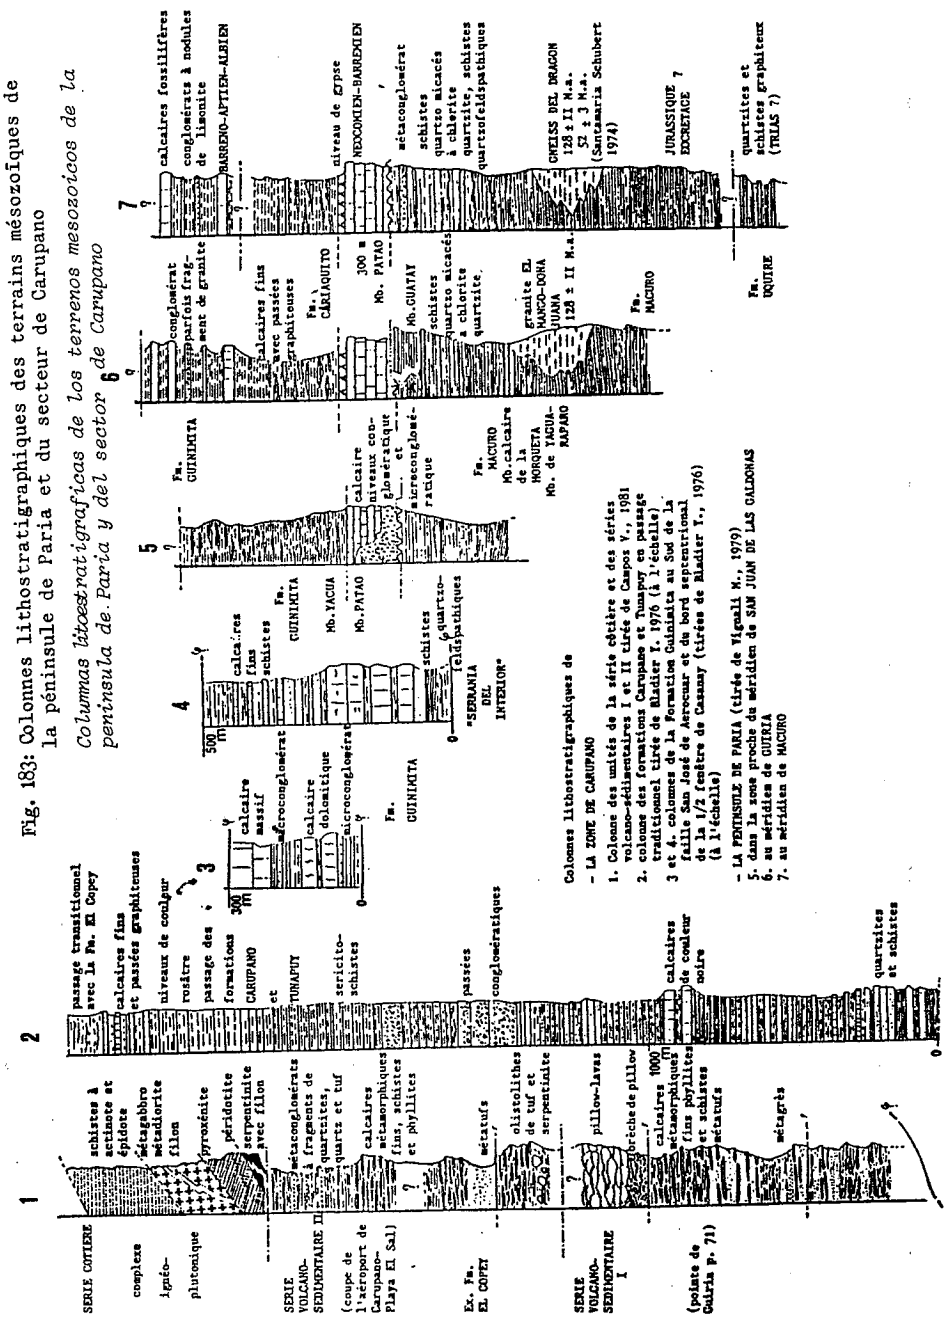 Fig. 183: Colonnes lithostratigraphiques des terrains mésozoïques de
la péninsule de Paria et du secteur de Carupano
Columnas litoestratigraficas de los terrenos mesozoicos de la
peninsula de Paria y del sector de Carupano
1
SERIE COTIERE
complexe
ignéo-
plutonique
SERIE
VOLCANO-
SEDIMENTAIRE II
(coupe de
l'aéroport de
Carupano-
Playa El Sal)
Ex. Fm.
EL COPEY
SERIE
VOLCANO-
SEDIMENTAIRE
I
(pointe de
Guiria p. 71)
schistes à
actinote et
épidote
métagabbro
métadiorite
filon
pyroxénite
péridotite
serpentinite
avec filon
métaconglomérats
à fragments de
quartzites,
quartz et tuf
calcaires
métamorphiques
fins, schistes
et phyllites
?
métatufs
olistolithes
de tuf et
serpentinite
?
pillow-lavas
brèche de pillow
calcaires
métamorphiques
fins phyllites
et schistes
métatufs
métagrès
?
2
passage transitionnel
avec la Fm. El Copey
calcaires fins
et passées graphiteuses
niveaux de couleur
rosâtre
passage des
formations
CARUPANO
et
TUNAPUY
sericito-
schistes
passées
conglomératiques
1000
m
calcaires
de couleur
noire
quartzites
et schistes
0
3
300
m
calcaire
massif
microconglomérat
calcaire
dolomitique
microconglomérat
0
Fm.
GUINIMITA
4
500
m
calcaires
fins
schistes
schistes
quartzo-
feldspathiques
0
"SERRANIA
DEL
INTERIOR"
5
?
Fm.
GUINIMITA
Mb. YACUA
Mb. PATAO
calcaire
niveaux con-
glomératique
et
microconglomé-
ratique
Fm.
MACURO
Mb. calcaire
de la
HORQUETA
Mb. de YAGUA-
RAPARO
6
?
Fm.
GUINIMITA
conglomérat
parfois frag-
ment de granite
calcaires fins
avec passées
graphiteuses
Mb. GUATAY
schistes
quartzo micacés
a chlorite
quartzite.
granite EL
MANGO-DOÑA
JUANA
128 ± II M.a.
Fm.
MACURO
7
?
calcaires fossilifères
conglomérats à nodules
de limonite
BARREMO-APTIEN-ALBIEN
?
Fm.
CARIAQUITO
niveau de gypse
NEOCOMIEN-BARREMIEN
300 m
Mb. PATAO
métaconglomérat
schistes
quartzo micacés
à chlorite
quartzite, schistes
quartzofeldspathiques
GNEISS DEL DRAGON
128 ± II M.a.
52 ± 3 M.a.
(Santamaria Schubert
1974)
JURASSIQUE ?
EOCRETACE
?
Fm.
UQUIRE
quartzites et
schistes graphiteux
(TRIAS ?)
Colonnes lithostratigraphiques de
- LA ZONE DE CARUPANO
1. Colonne des unités de la série côtière et des séries
volcano-sédimentaires I et II tirée de Campos V., 1981
2. colonne des formations Carupano et Tunapuy en passage
traditionnel tirée de Bladier Y. 1976 (à l'échelle)
3 et 4. colonnes de la Formation Guinimita au Sud de la
faille San José de Aerocuar et du bord septentrional
de la 1/2 fenêtre de Casanay (tirées de Bladier Y., 1976)
(à l'échelle)
- LA PENINSULE DE PARIA (tirée de Vignali M., 1979)
5. dans la zone proche du méridien de SAN JUAN DE LAS GALDONAS
6. au méridien de GUIRIA
7. au méridien de MACURO